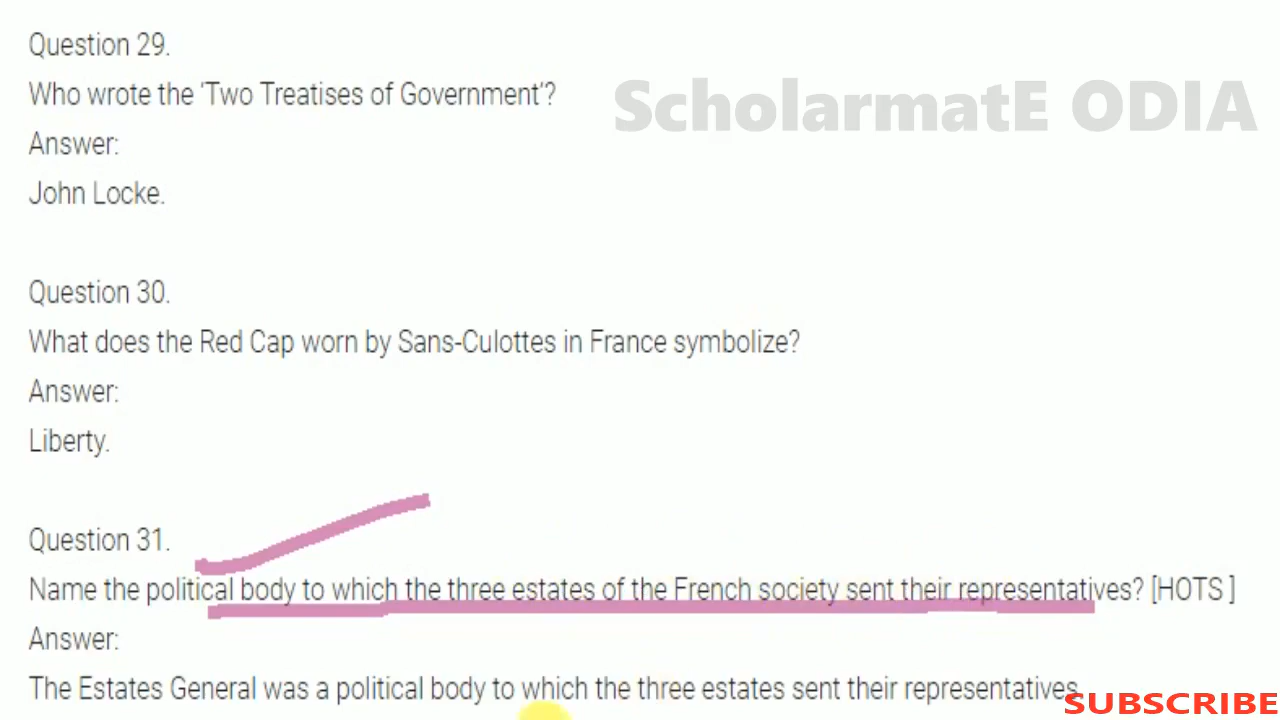 Question 29.
Who wrote the 'Two Treatises of Government'?
ScholarmatE ODIA
Answer:
John Locke.
Question 30.
What does the Red Cap worn by Sans-Culottes in France symbolize?
Answer:
Liberty.
Question 31.
Name the political body to which the three estates of the French society sent their representatives? [HOTS ]
Answer:
The Estates General was a political body to which the three estates sent their representatives.
SUBSCRIBE